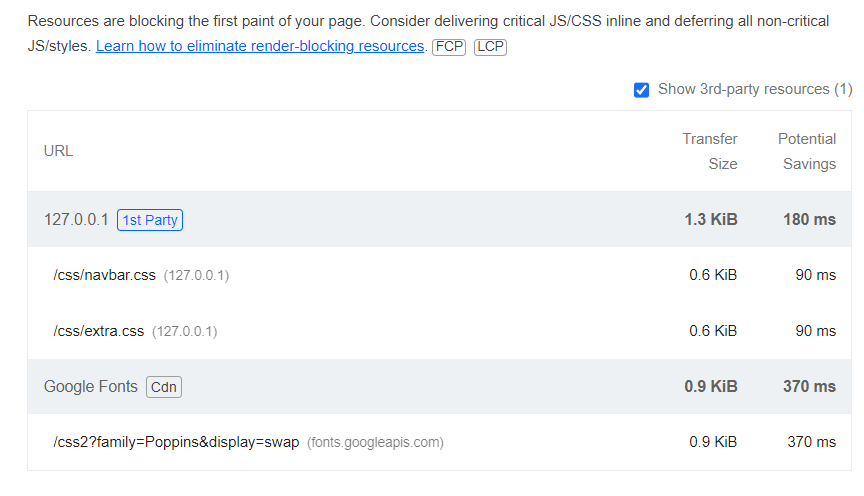 Resources are blocking the first paint of your page. Consider delivering critical JS/CSS inline and deferring all non-critical
JS/styles. Learn how to eliminate render-blocking resources. FCP LCP
Show 3rd-party resources (1)
URL Transfer Size Potential Savings
127.0.0.1 1st Party 1.3 KiB 180 ms
/css/navbar.css (127.0.0.1) 0.6 KiB 90 ms
/css/extra.css (127.0.0.1) 0.6 KiB 90 ms
Google Fonts Cdn 0.9 KiB 370 ms
/css2?family=Poppins&display=swap (fonts.googleapis.com) 0.9 KiB 370 ms